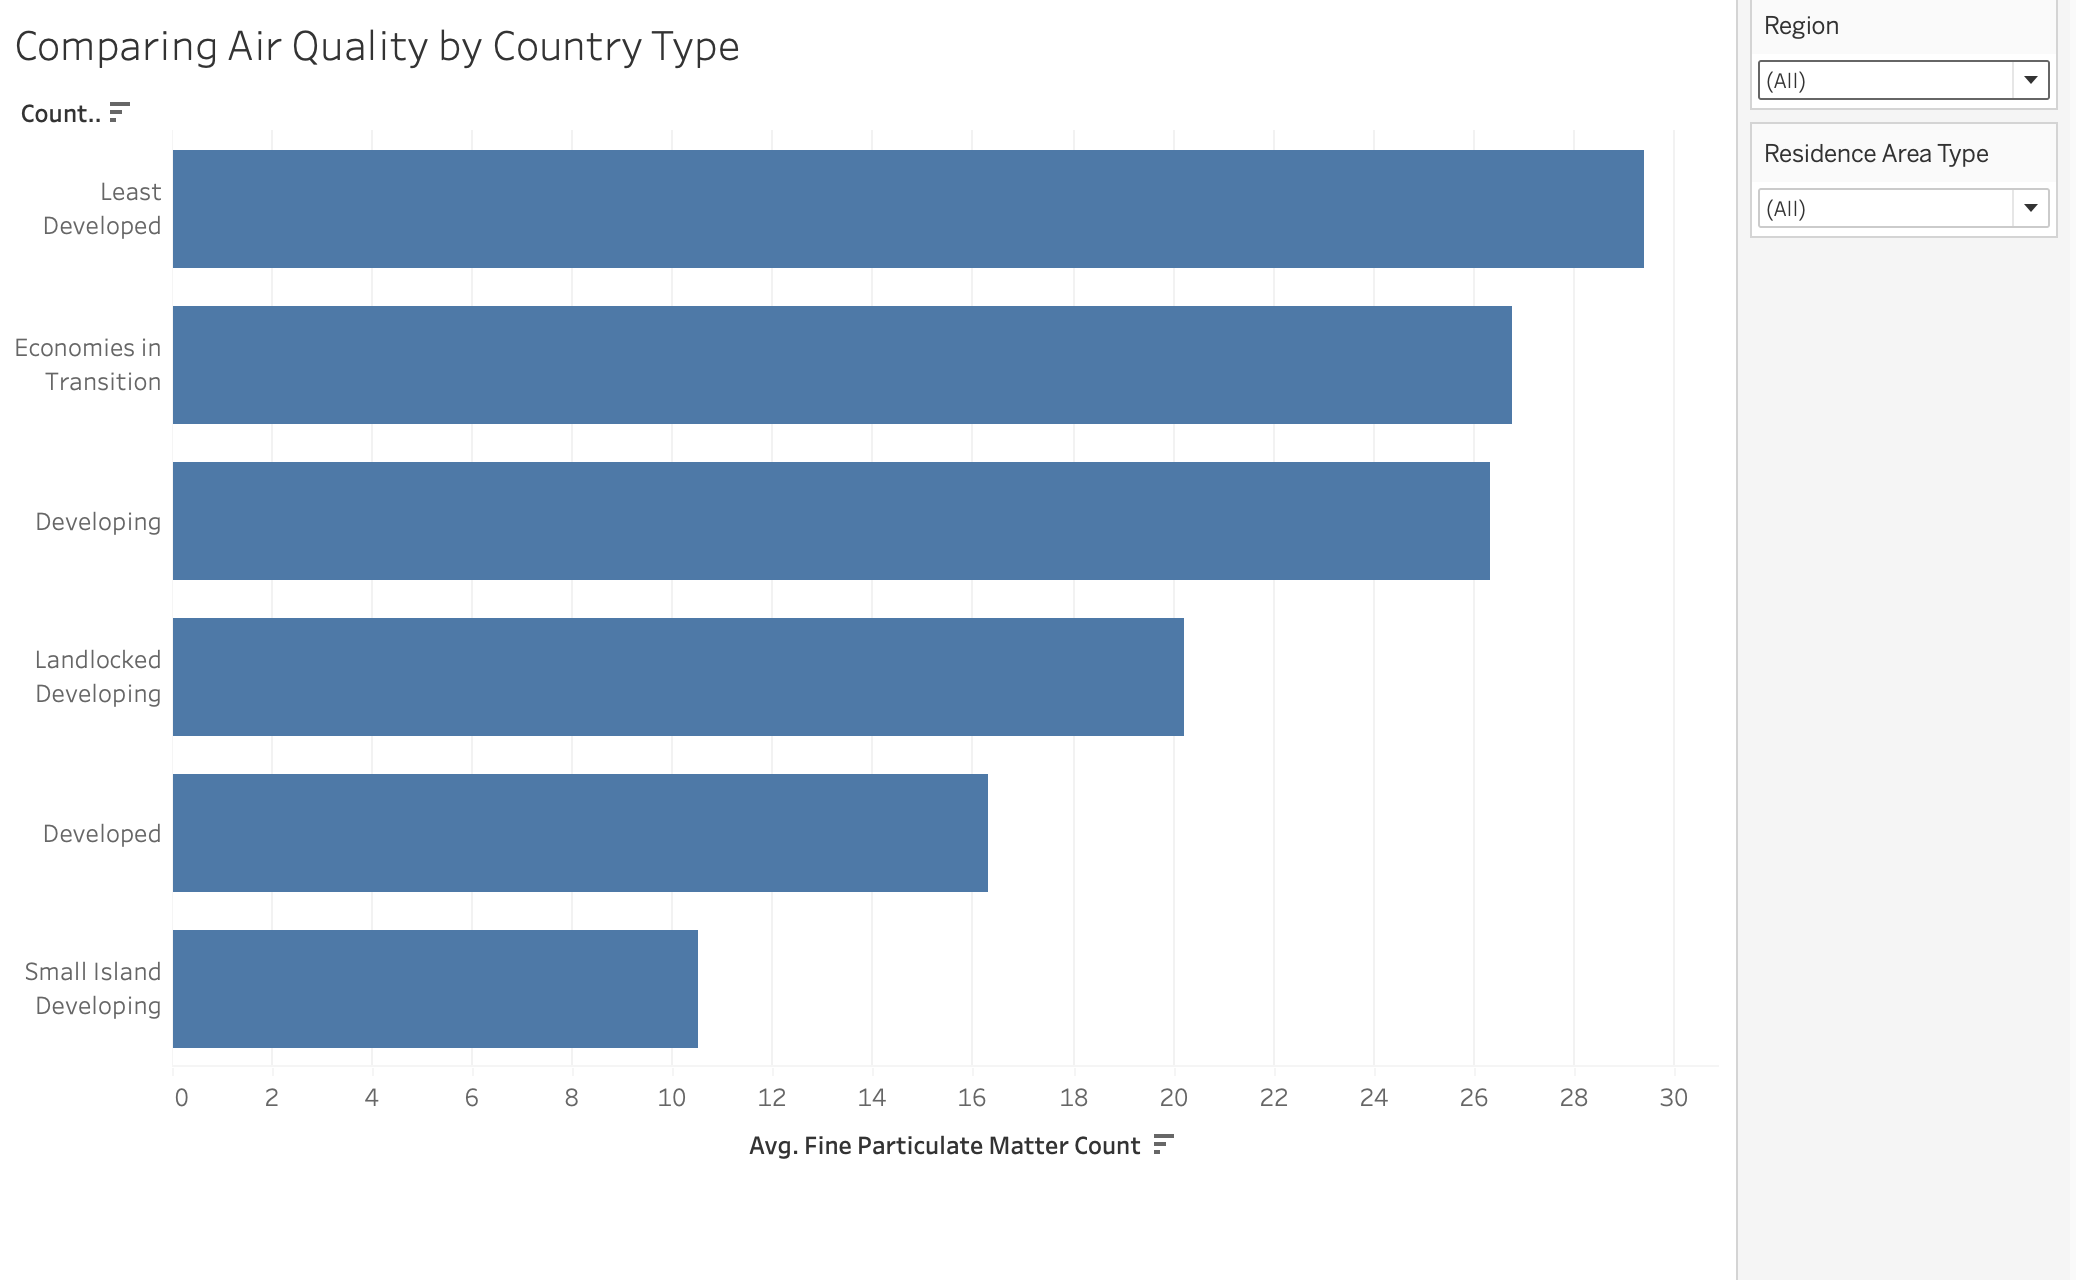 Comparing Air Quality by Country Type
Count..
Least
Developed
Economies in
Transition
Developing
Landlocked
Developing
Developed
Small Island
Developing
0 2 4 6 8 10 12 14 16 18 20 22 24 26 28 30
Avg. Fine Particulate Matter Count
Region
(All)
Residence Area Type
(All)